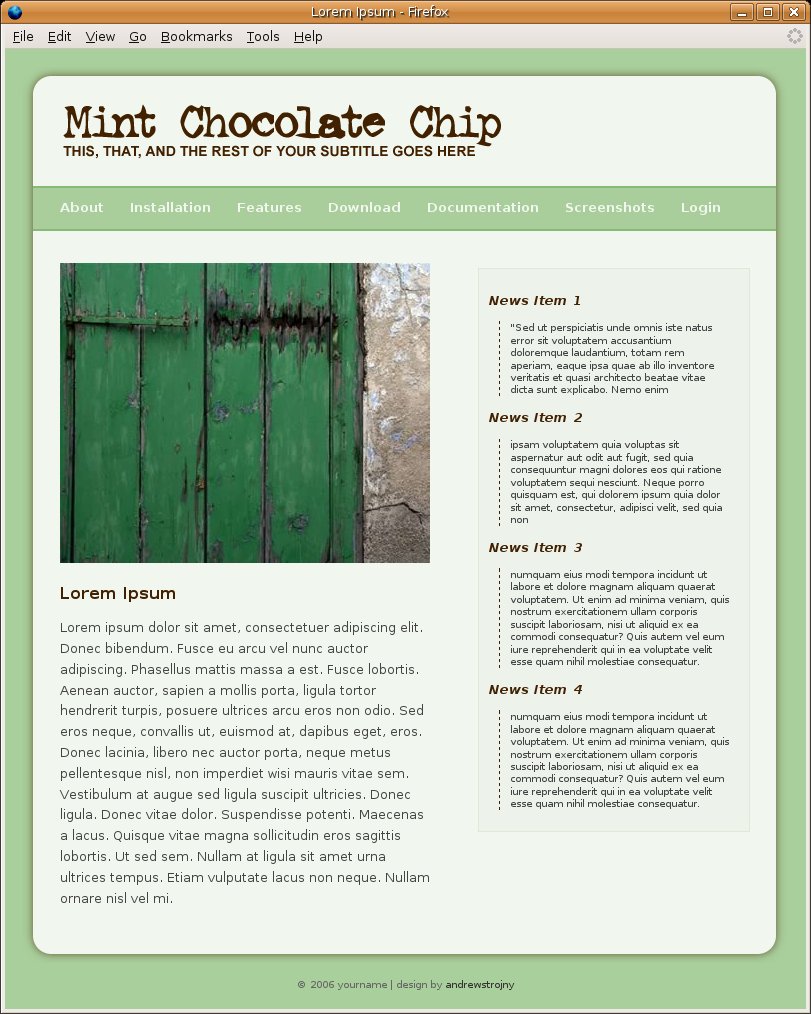 Lorem Ipsum - Firefox
File Edit View Go Bookmarks Tools Help
Mint Chocolate Chip
THIS, THAT, AND THE REST OF YOUR SUBTITLE GOES HERE
About Installation Features Download Documentation Screenshots Login
Lorem Ipsum
Lorem ipsum dolor sit amet, consectetuer adipiscing elit.
Donec bibendum. Fusce eu arcu vel nunc auctor
adipiscing. Phasellus mattis massa a est. Fusce lobortis.
Aenean auctor, sapien a mollis porta, ligula tortor
hendrerit turpis, posuere ultrices arcu eros non odio. Sed
eros neque, convallis ut, euismod at, dapibus eget, eros.
Donec lacinia, libero nec auctor porta, neque metus
pellentesque nisl, non imperdiet wisi mauris vitae sem.
Vestibulum at augue sed ligula suscipit ultricies. Donec
ligula. Donec vitae dolor. Suspendisse potenti. Maecenas
a lacus. Quisque vitae magna sollicitudin eros sagittis
lobortis. Ut sed sem. Nullam at ligula sit amet urna
ultrices tempus. Etiam vulputate lacus non neque. Nullam
ornare nisl vel mi.
News Item 1
"Sed ut perspiciatis unde omnis iste natus
error sit voluptatem accusantium
doloremque laudantium, totam rem
aperiam, eaque ipsa quae ab illo inventore
veritatis et quasi architecto beatae vitae
dicta sunt explicabo. Nemo enim
News Item 2
ipsam voluptatem quia voluptas sit
aspernatur aut odit aut fugit, sed quia
consequuntur magni dolores eos qui ratione
voluptatem sequi nesciunt. Neque porro
quisquam est, qui dolorem ipsum quia dolor
sit amet, consectetur, adipisci velit, sed quia
non
News Item 3
numquam eius modi tempora incidunt ut
labore et dolore magnam aliquam quaerat
voluptatem. Ut enim ad minima veniam, quis
nostrum exercitationem ullam corporis
suscipit laboriosam, nisi ut aliquid ex ea
commodi consequatur? Quis autem vel eum
iure reprehenderit qui in ea voluptate velit
esse quam nihil molestiae consequatur.
News Item 4
numquam eius modi tempora incidunt ut
labore et dolore magnam aliquam quaerat
voluptatem. Ut enim ad minima veniam, quis
nostrum exercitationem ullam corporis
suscipit laboriosam, nisi ut aliquid ex ea
commodi consequatur? Quis autem vel eum
iure reprehenderit qui in ea voluptate velit
esse quam nihil molestiae consequatur.
© 2006 yourname | design by andrewstrojny